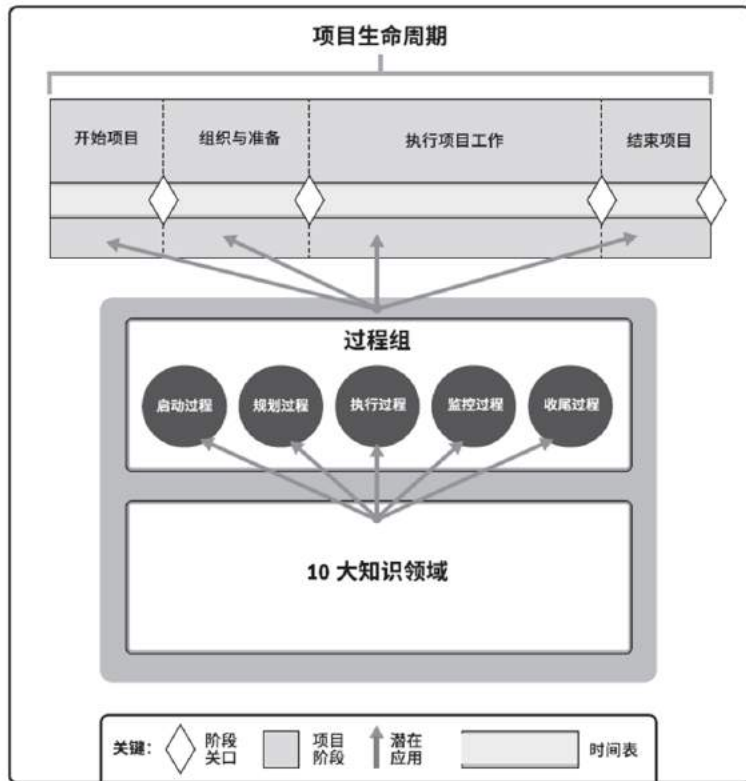 项目生命周期
开始项目 组织与准备 执行项目工作 结束项目
过程组
启动过程 规划过程 执行过程 监控过程 收尾过程
10 大知识领域
关键： 阶段 项目 潜在 时间表
关口 阶段 应用